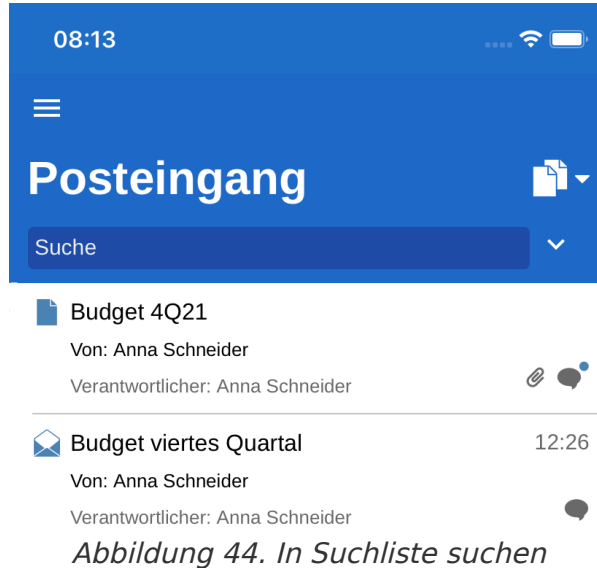 08:13
Posteingang
Suche
Budget 4Q21
Von: Anna Schneider
Verantwortlicher: Anna Schneider
Budget viertes Quartal 12:26
Von: Anna Schneider
Verantwortlicher: Anna Schneider
Abbildung 44. In Suchliste suchen